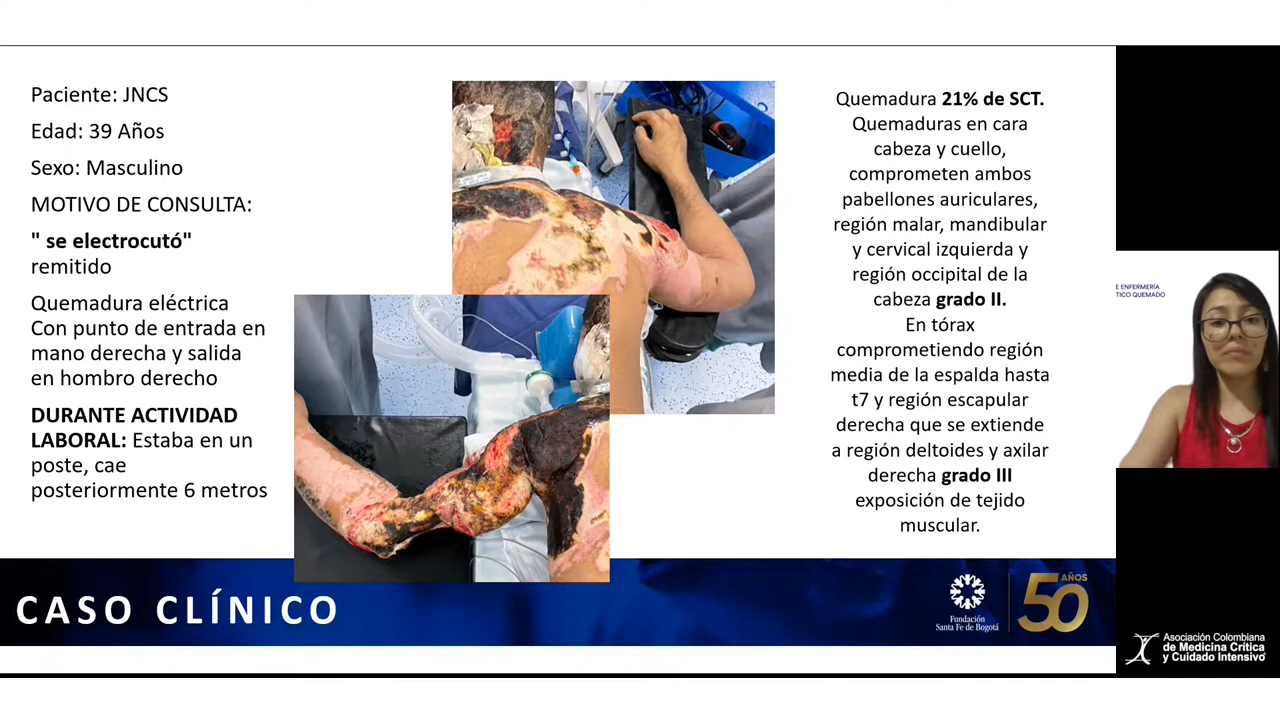 Paciente: JNCS
Edad: 39 Años
Sexo: Masculino
MOTIVO DE CONSULTA:
" se electrocutó"
remitido
Quemadura eléctrica
Con punto de entrada en
mano derecha y salida
en hombro derecho
DURANTE ACTIVIDAD
LABORAL: Estaba en un
poste, cae
posteriormente 6 metros
Quemadura 21% de SCT.
Quemaduras en cara
cabeza y cuello,
comprometen ambos
pabellones auriculares,
región malar, mandibular
y cervical izquierda y
región occipital de la
cabeza grado II.
En tórax
comprometiendo región
media de la espalda hasta
t7 y región escapular
derecha que se extiende
a región deltoides y axilar
derecha grado III
exposición de tejido
muscular.
E ENFERMERÍA
TICO QUEMADO
CASO CLÍNICO
Fundación
Santa Fe de Bogotá
50 AÑOS
Asociación Colombiana
de Medicina Crítica
y Cuidado Intensivo